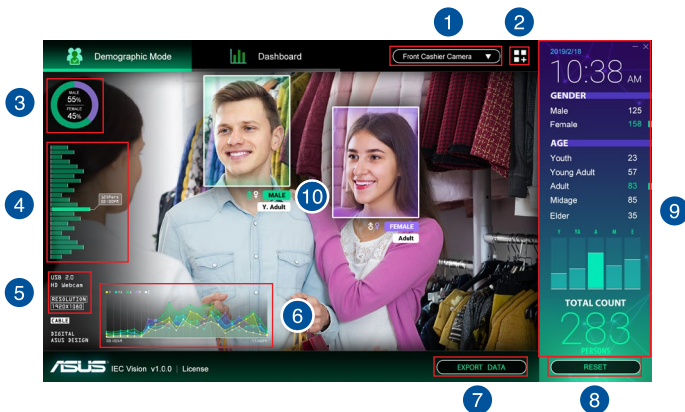 1
2
Demographic Mode
Dashboard
Front Cashier Camera
2019/2/18
10:38 AM
GENDER
Male 125
Female 158
AGE
Youth 23
Young Adult 57
Adult 83
Midage 85
Elder 35
Y YA A M E
TOTAL COUNT
283
PERSONS
RESET
3
MALE
55%
FEMALE
45%
4
10
MALE
Y. Adult
FEMALE
Adult
9
5
USB 2.0
HD Webcam
RESOLUTION
1920X1080
CABLE
DIGITAL
ASUS DESIGN
6
ASUS IEC Vision v1.0.0 | License
EXPORT DATA
7
8